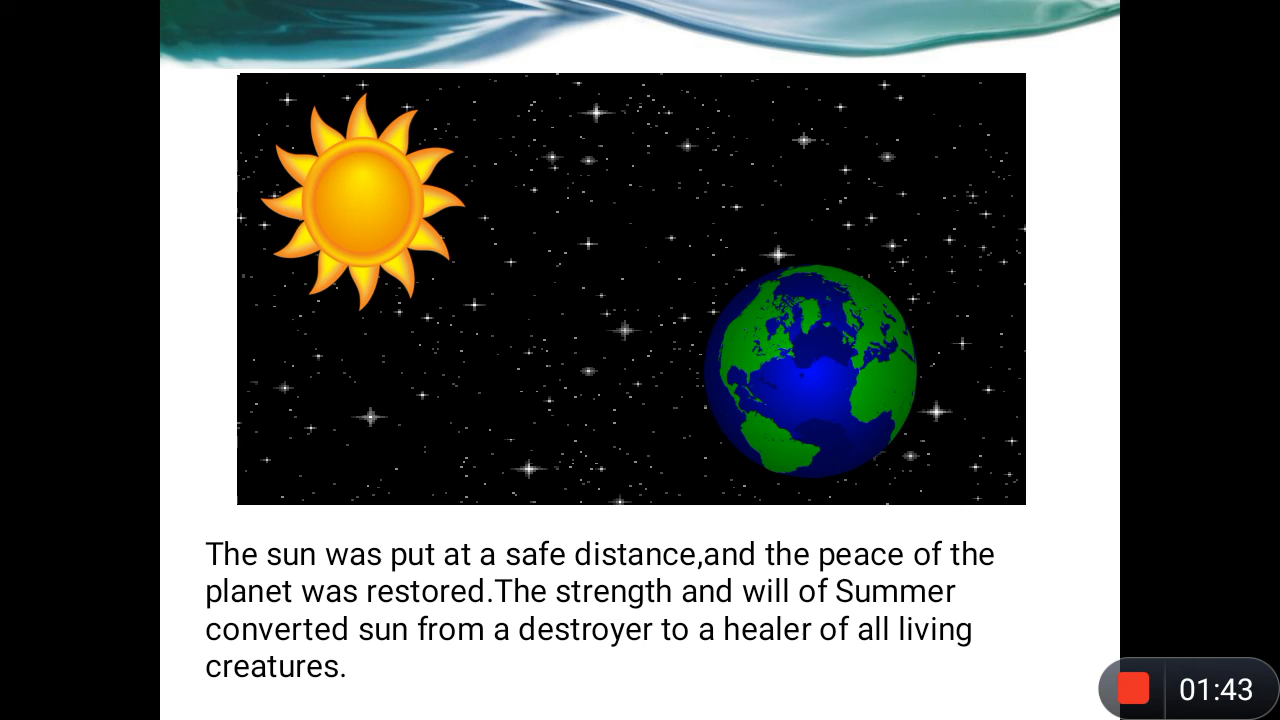 The sun was put at a safe distance,and the peace of the
planet was restored.The strength and will of Summer
converted sun from a destroyer to a healer of all living
creatures.
01:43